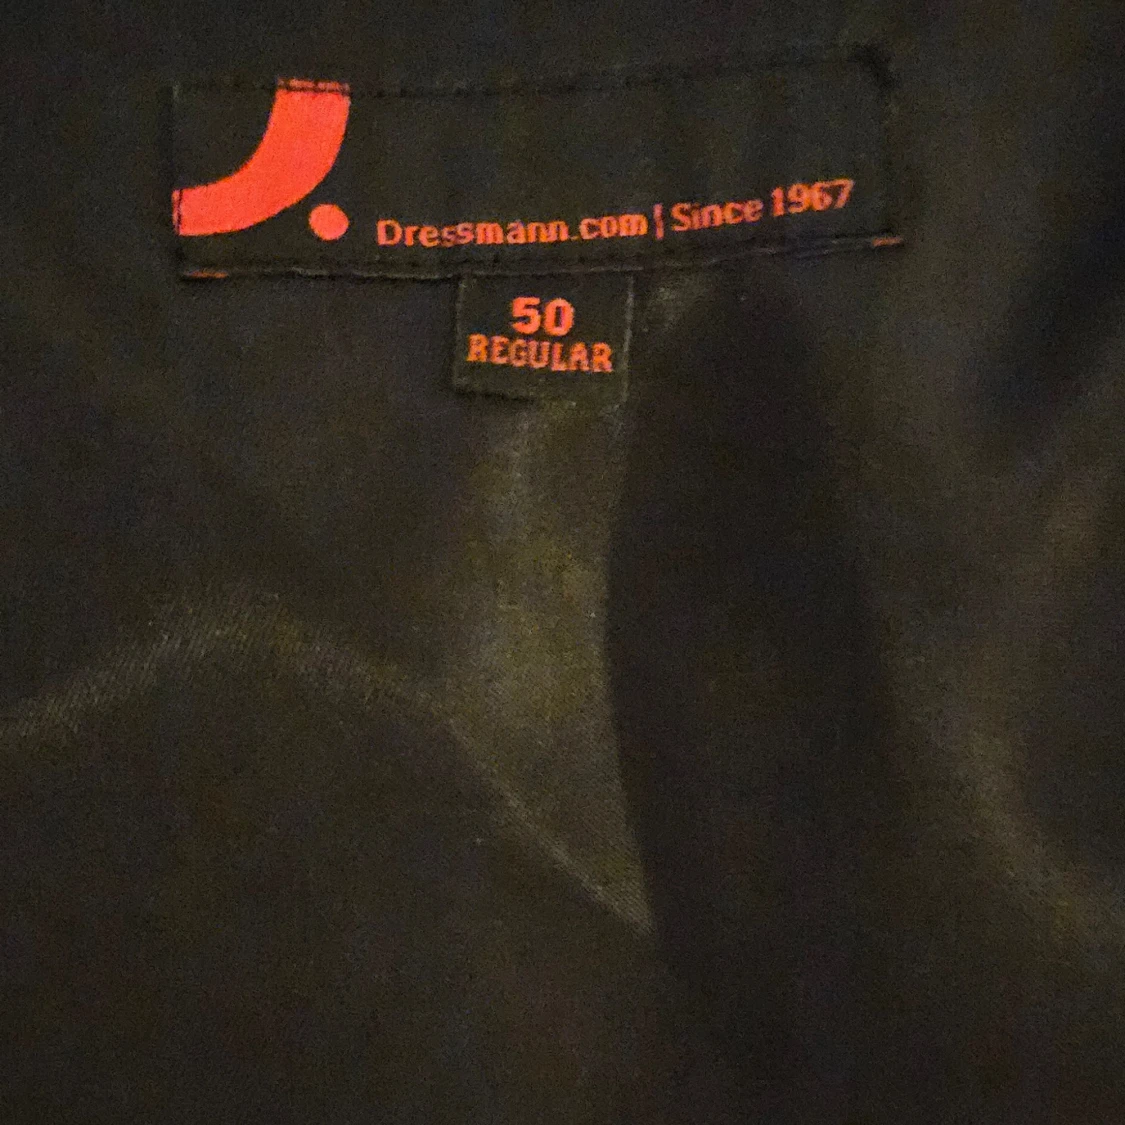 Dressmann.com | Since 1967
50
REGULAR